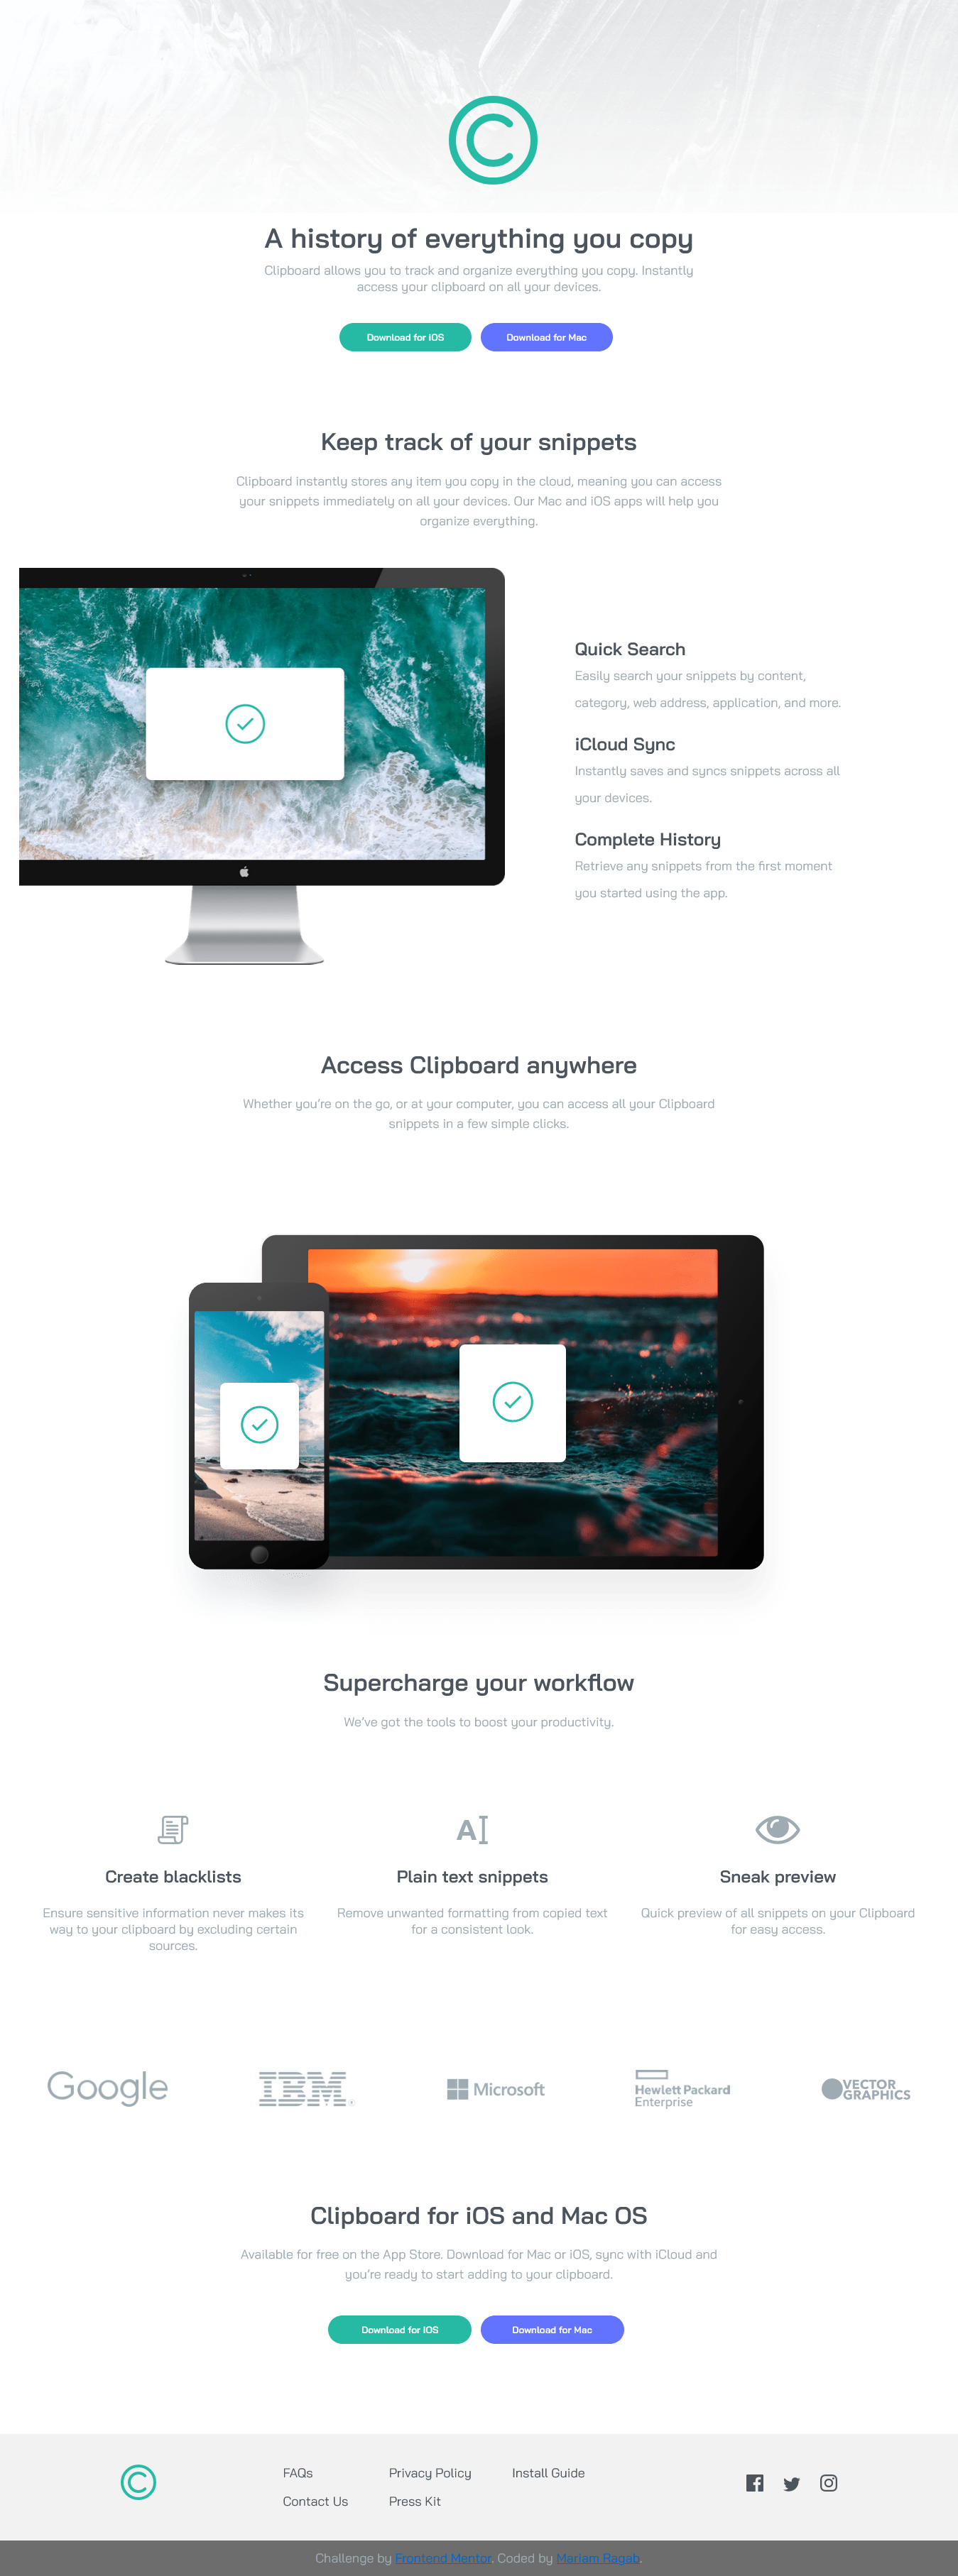 A history of everything you copy
Clipboard allows you to track and organize everything you copy. Instantly
access your clipboard on all your devices.
Download for iOS
Download for Mac
Keep track of your snippets
Clipboard instantly stores any item you copy in the cloud, meaning you can access
your snippets immediately on all your devices. Our Mac and iOS apps will help you
organize everything.
Quick Search
Easily search your snippets by content,
category, web address, application, and more.
iCloud Sync
Instantly saves and syncs snippets across all
your devices.
Complete History
Retrieve any snippets from the first moment
you started using the app.
Access Clipboard anywhere
Whether you’re on the go, or at your computer, you can access all your Clipboard
snippets in a few simple clicks.
Supercharge your workflow
We’ve got the tools to boost your productivity.
Create blacklists
Ensure sensitive information never makes its
way to your clipboard by excluding certain
sources.
Plain text snippets
Remove unwanted formatting from copied text
for a consistent look.
Sneak preview
Quick preview of all snippets on your Clipboard
for easy access.
Google
IBM
Microsoft
Hewlett Packard
Enterprise
VECTOR
GRAPHICS
Clipboard for iOS and Mac OS
Available for free on the App Store. Download for Mac or iOS, sync with iCloud and
you’re ready to start adding to your clipboard.
Download for iOS
Download for Mac
FAQs
Contact Us
Privacy Policy
Press Kit
Install Guide
Challenge by Frontend Mentor. Coded by Mariam Ragab.